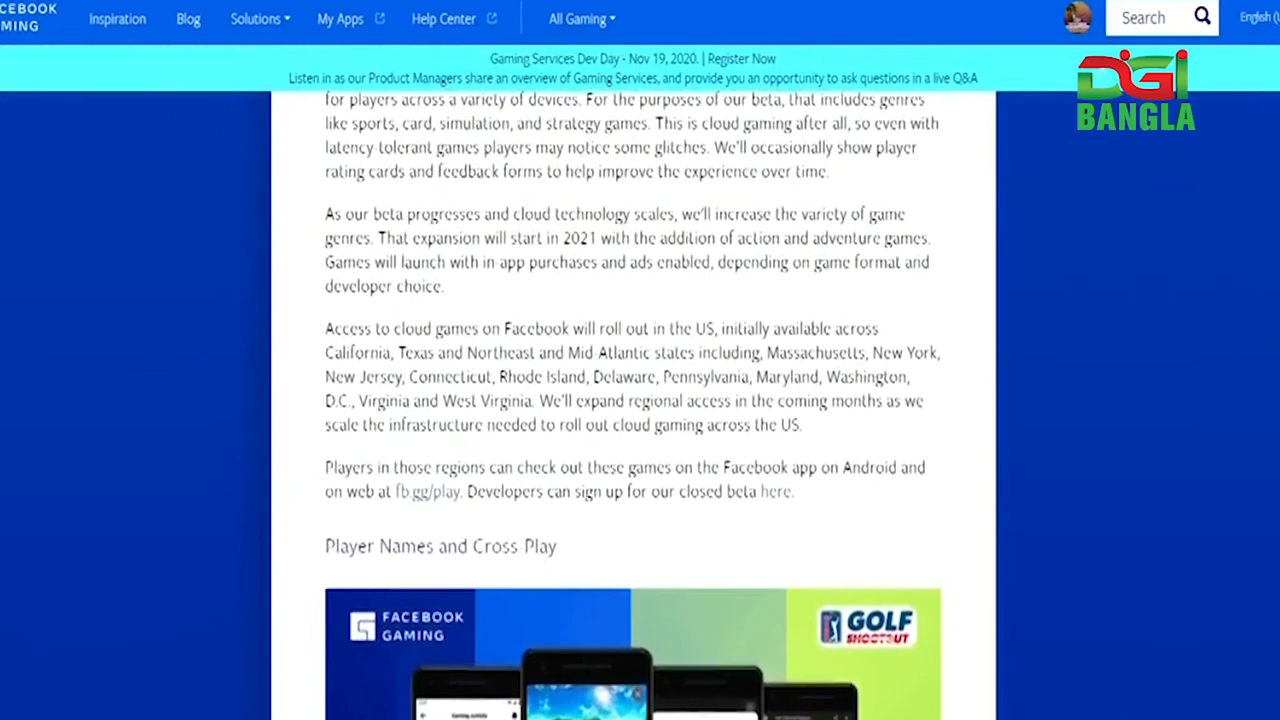 FACEBOOK
GAMING
Inspiration
Blog
Solutions
My Apps
Help Center
All Gaming
Search
Gaming Services Dev Day - Nov 19, 2020. | Register Now
Listen in as our Product Managers share an overview of Gaming Services, and provide you an opportunity to ask questions in a live Q&A
DIGI
BANGLA
for players across a variety of devices. For the purposes of our beta, that includes genres
like sports, card, simulation, and strategy games. This is cloud gaming after all, so even with
latency-tolerant games players may notice some glitches. We'll occasionally show player
rating cards and feedback forms to help improve the experience over time.
As our beta progresses and cloud technology scales, we'll increase the variety of game
genres. That expansion will start in 2021 with the addition of action and adventure games.
Games will launch with in-app purchases and ads enabled, depending on game format and
developer choice.
Access to cloud games on Facebook will roll out in the US, initially available across
California, Texas and Northeast and Mid-Atlantic states including, Massachusetts, New York,
New Jersey, Connecticut, Rhode Island, Delaware, Pennsylvania, Maryland, Washington,
D.C., Virginia and West Virginia. We'll expand regional access in the coming months as we
scale the infrastructure needed to roll out cloud gaming across the US.
Players in those regions can check out these games on the Facebook app on Android and
on web at fb.gg/play. Developers can sign up for our closed beta here.
Player Names and Cross-Play
FACEBOOK
GAMING
GOLF
SHOOTOUT
Gaming Activity